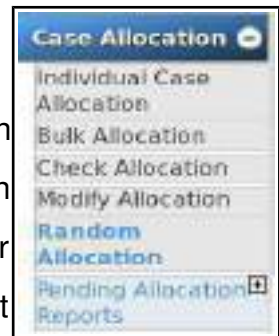 Case Allocation
Individual Case
Allocation
n
Bulk Allocation
Check Allocation
n
Modify Allocation
r
Random
Allocation
t
Pending Allocation
Reports